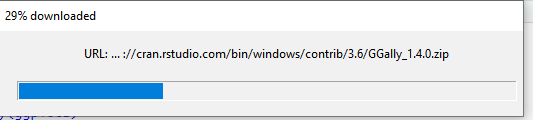 29% downloaded
URL: ... ://cran.rstudio.com/bin/windows/contrib/3.6/GGally_1.4.0.zip